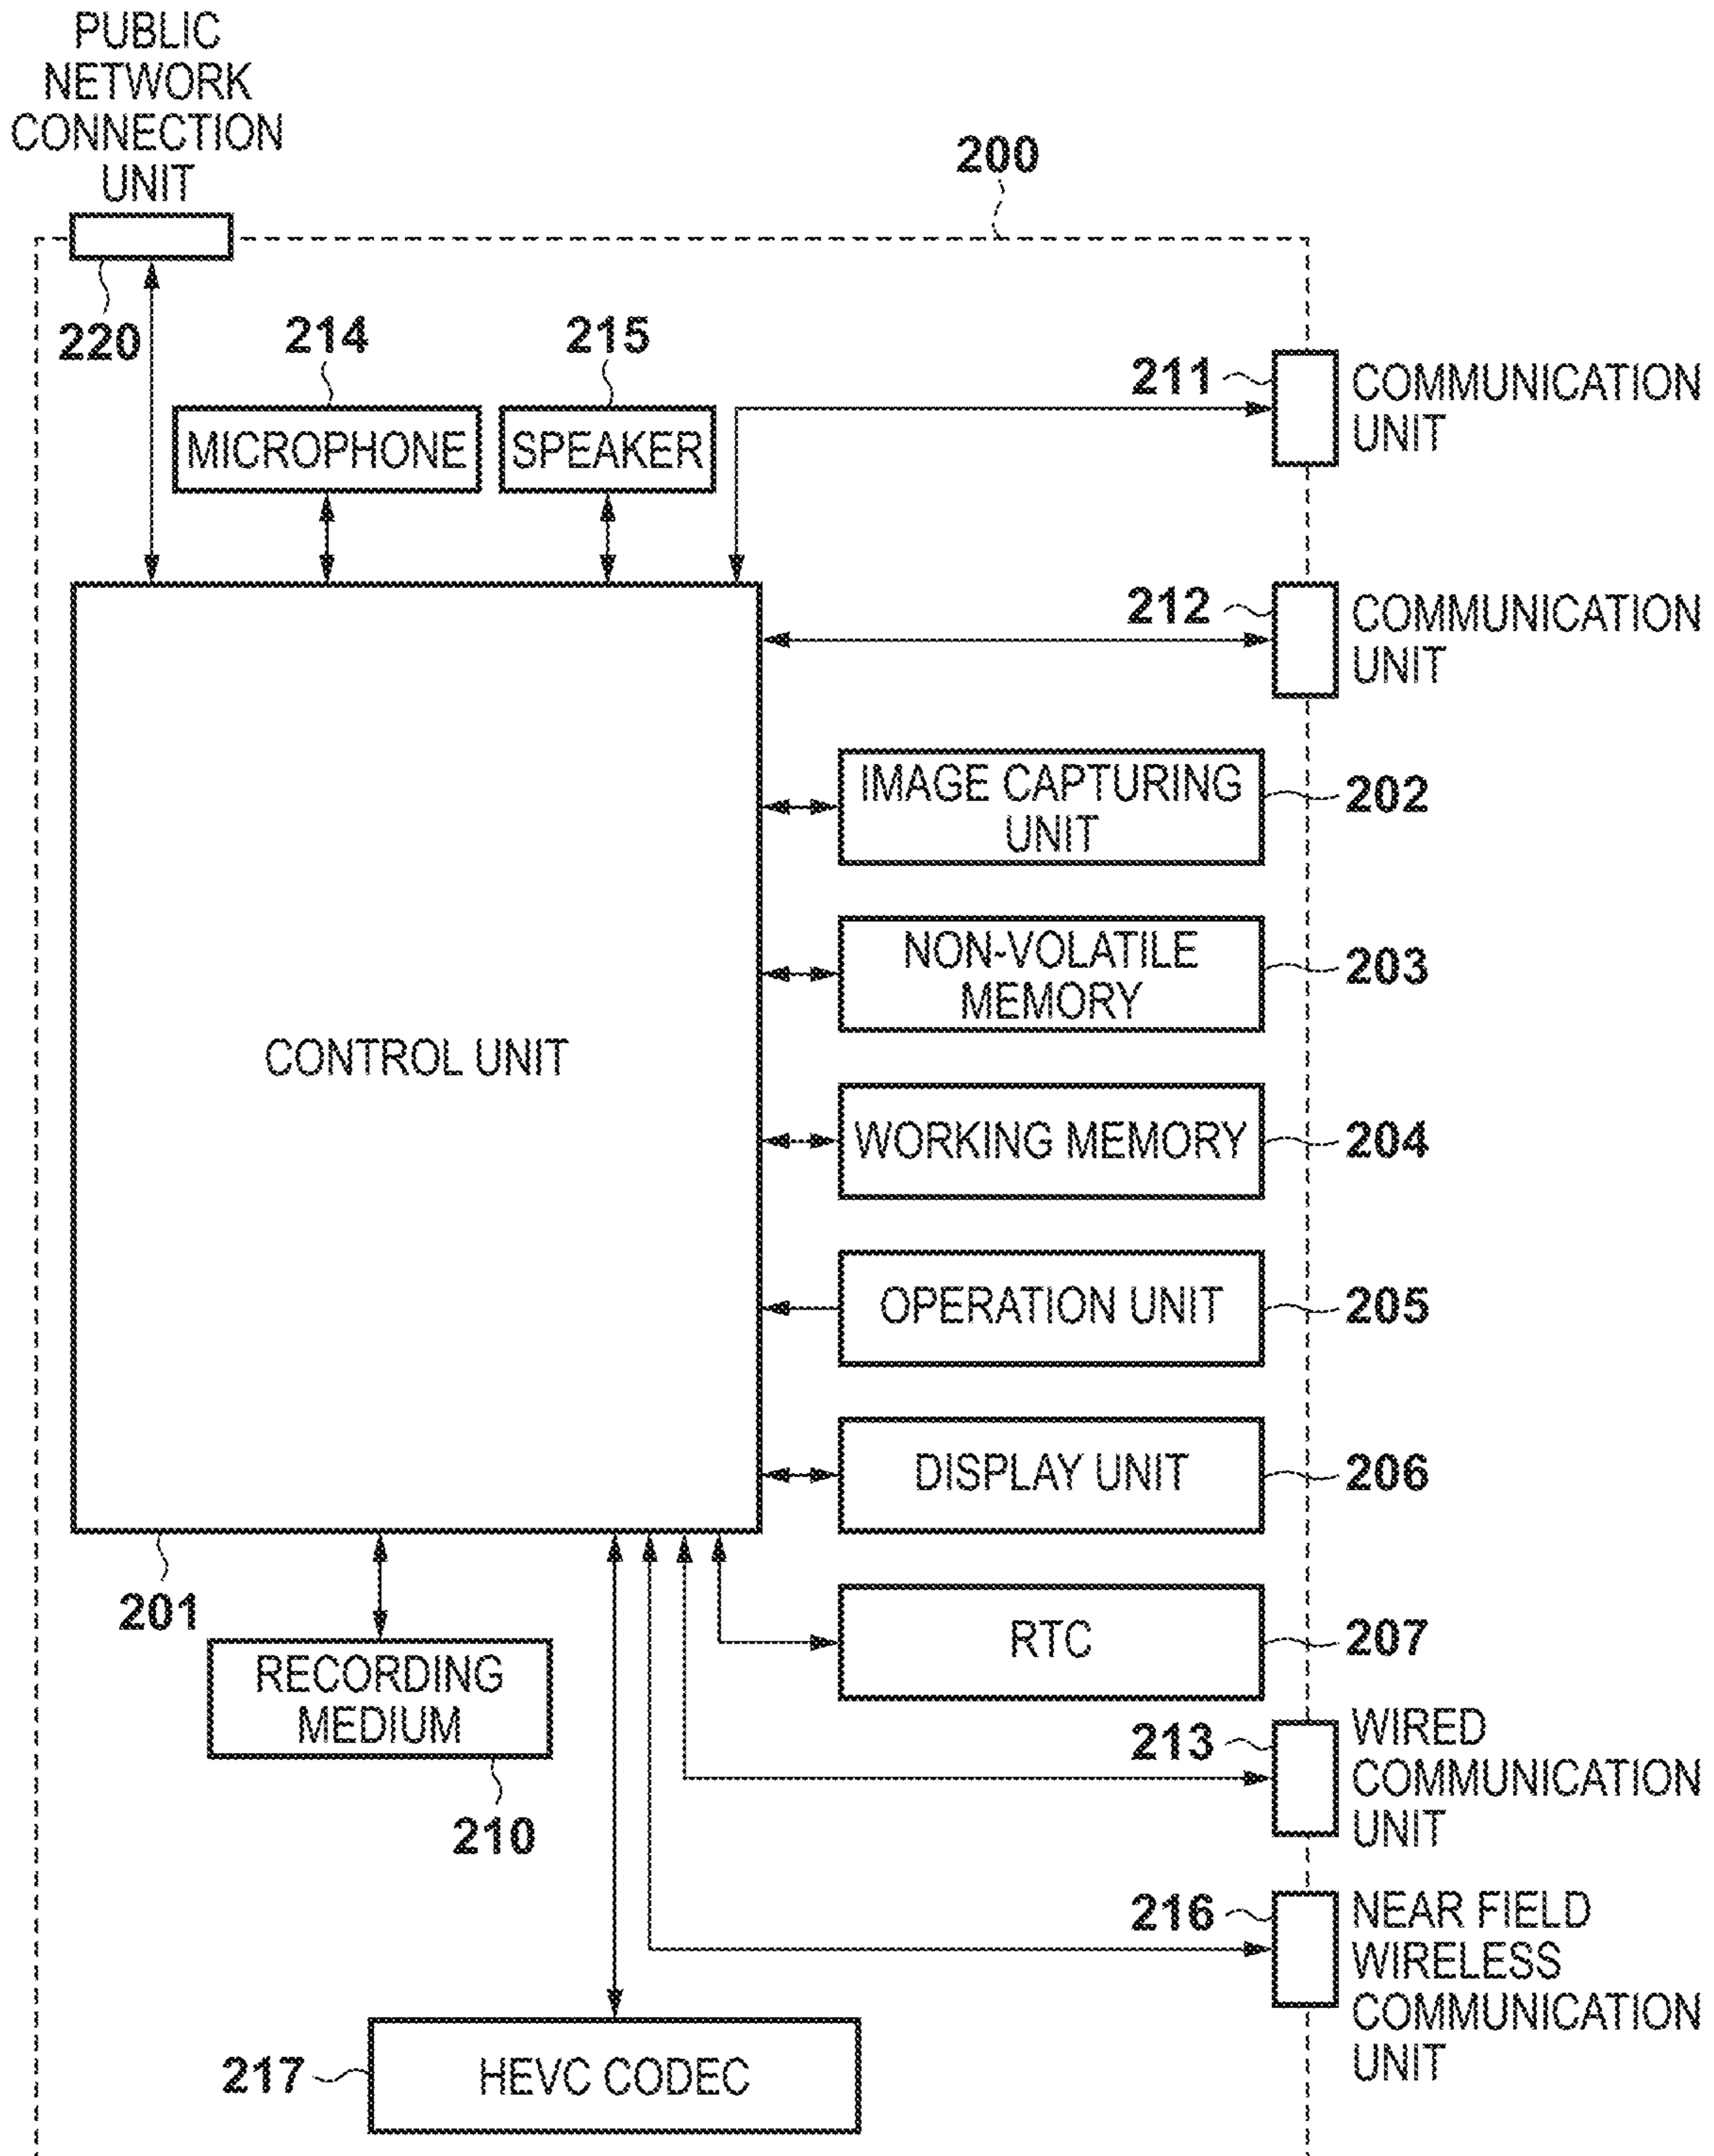 PUBLIC
NETWORK
CONNECTION
UNIT
200
220
214
215
211
COMMUNICATION
UNIT
MICROPHONE
SPEAKER
212
COMMUNICATION
UNIT
IMAGE CAPTURING
UNIT
202
NON-VOLATILE
MEMORY
203
CONTROL UNIT
WORKING MEMORY
204
OPERATION UNIT
205
DISPLAY UNIT
206
201
RTC
207
RECORDING
MEDIUM
210
213
WIRED
COMMUNICATION
UNIT
216
NEAR FIELD
WIRELESS
COMMUNICATION
UNIT
217
HEVC CODEC